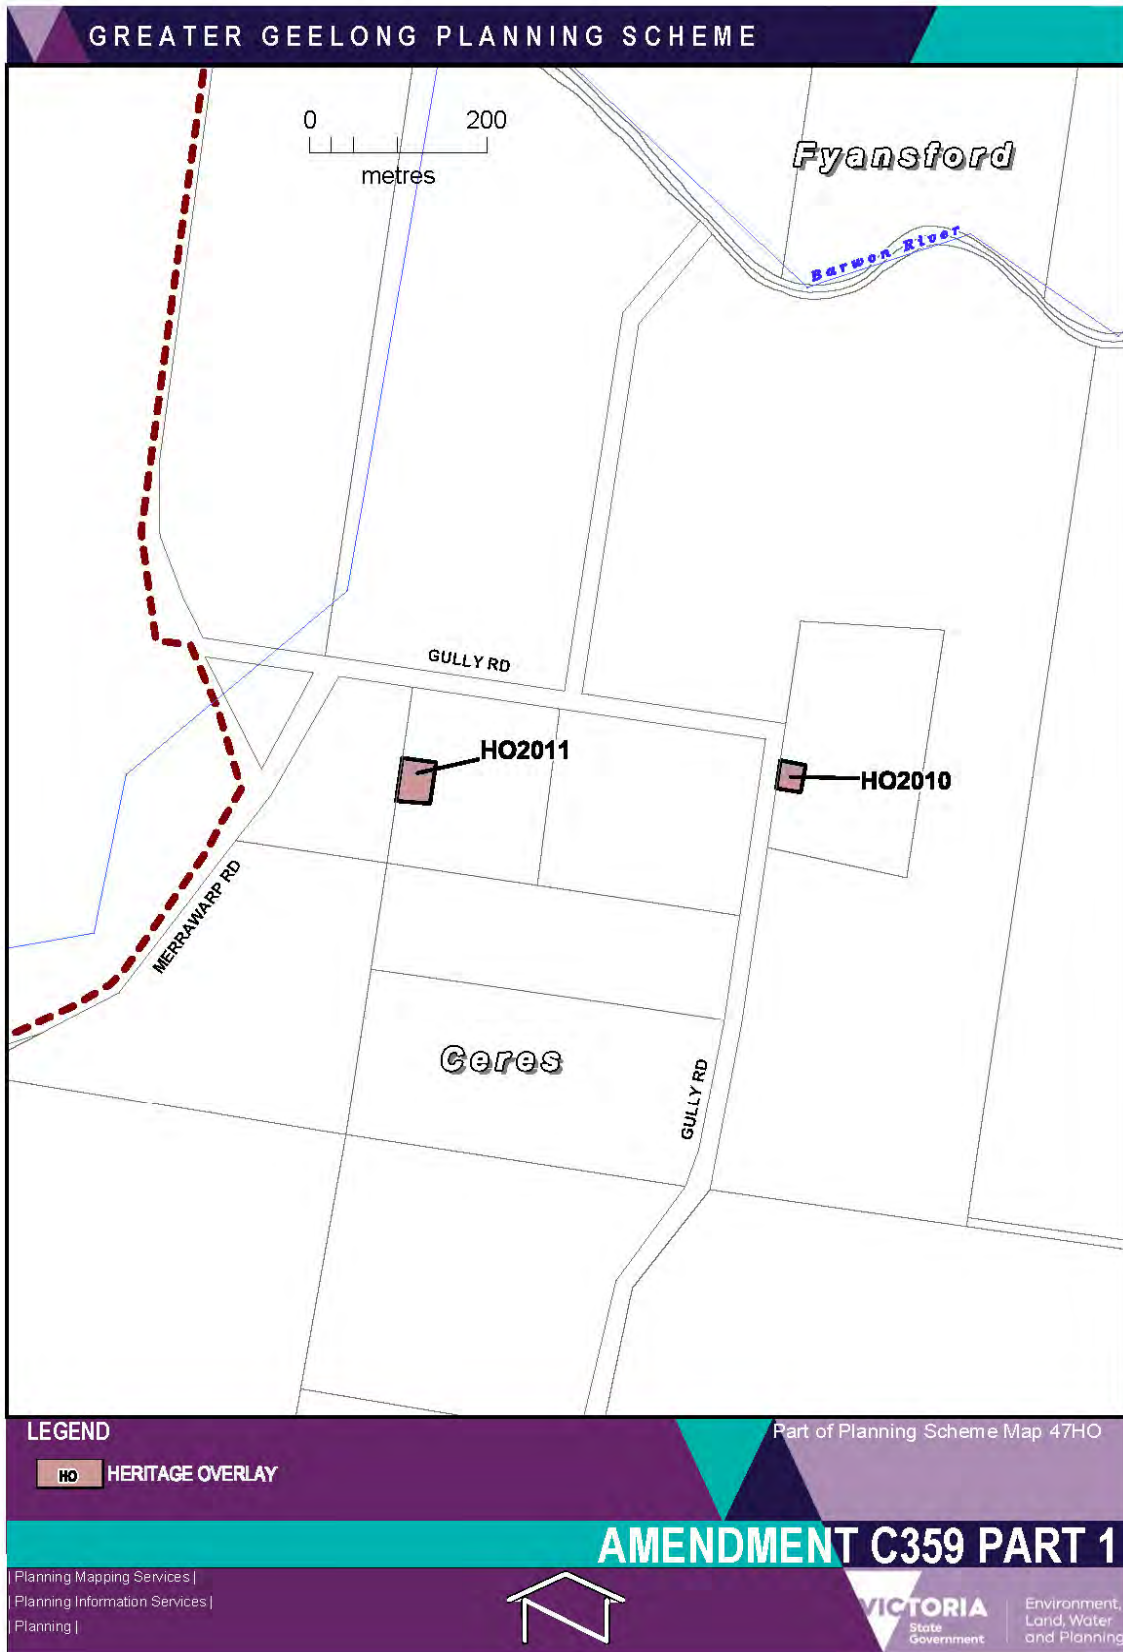 GREATER GEELONG PLANNING SCHEME
0 200
metres
Fyansford
Barwon River
GULLY RD
HO2011
HO2010
MERRAWARP RD
Ceres
GULLY RD
LEGEND
Part of Planning Scheme Map 47HO
HO HERITAGE OVERLAY
AMENDMENT C359 PART 1
| Planning Mapping Services |
| Planning Information Services |
| Planning |
N
VICTORIA
State
Government
Environment,
Land, Water
and Planning